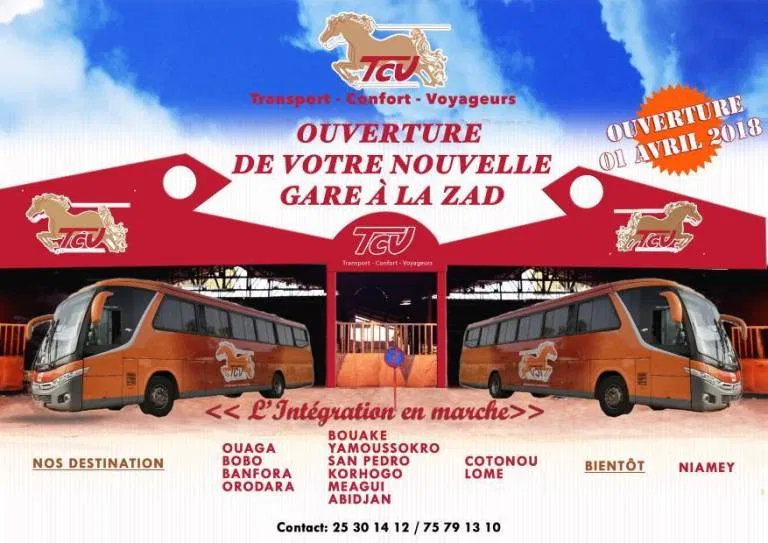 TCV
Transport - Confort - Voyageurs
OUVERTURE
DE VOTRE NOUVELLE
GARE À LA ZAD
OUVERTURE
01 AVRIL 2018
TCV
TCV
Transport - Confort - Voyageurs
TCV
<< L'Intégration en marche>>
NOS DESTINATION
OUAGA
BOBO
BANFORA
ORODARA
BOUAKE
YAMOUSSOKRO
SAN PEDRO
KORHOGO
MEAGUI
ABIDJAN
COTONOU
LOME
BIENTÔT
NIAMEY
Contact: 25 30 14 12 / 75 79 13 10